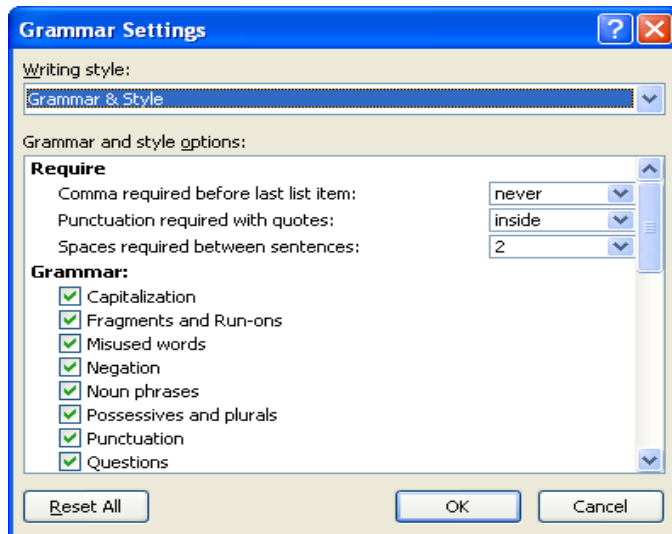 Grammar Settings
Writing style:
Grammar & Style
Grammar and style options:
Require
Comma required before last list item: never
Punctuation required with quotes: inside
Spaces required between sentences: 2
Grammar:
Capitalization
Fragments and Run-ons
Misused words
Negation
Noun phrases
Possessives and plurals
Punctuation
Questions
Reset All OK Cancel